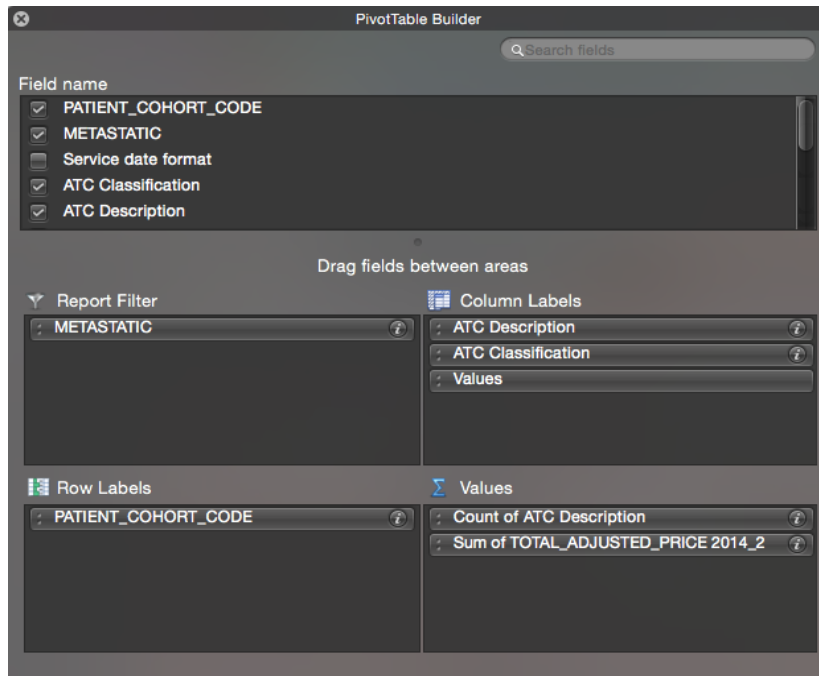 PivotTable Builder
Search fields
Field name
PATIENT_COHORT_CODE
METASTATIC
Service date format
ATC Classification
ATC Description
Drag fields between areas
Report Filter
METASTATIC
Column Labels
ATC Description
ATC Classification
Values
Row Labels
PATIENT_COHORT_CODE
Values
Count of ATC Description
Sum of TOTAL_ADJUSTED_PRICE 2014_2